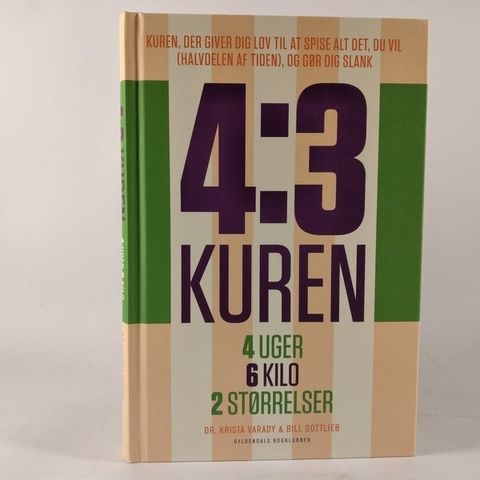 KUREN, DER GIVER DIG LOV TIL AT SPISE ALT DET, DU VIL
(HALVDELEN AF TIDEN), OG GØR DIG SLANK
4:3
KUREN
4 UGER
6 KILO
2 STØRRELSER
DR. KRISTA VARADY & BILL GOTTLIEB
GYLDENDALS BOGKLUBBER